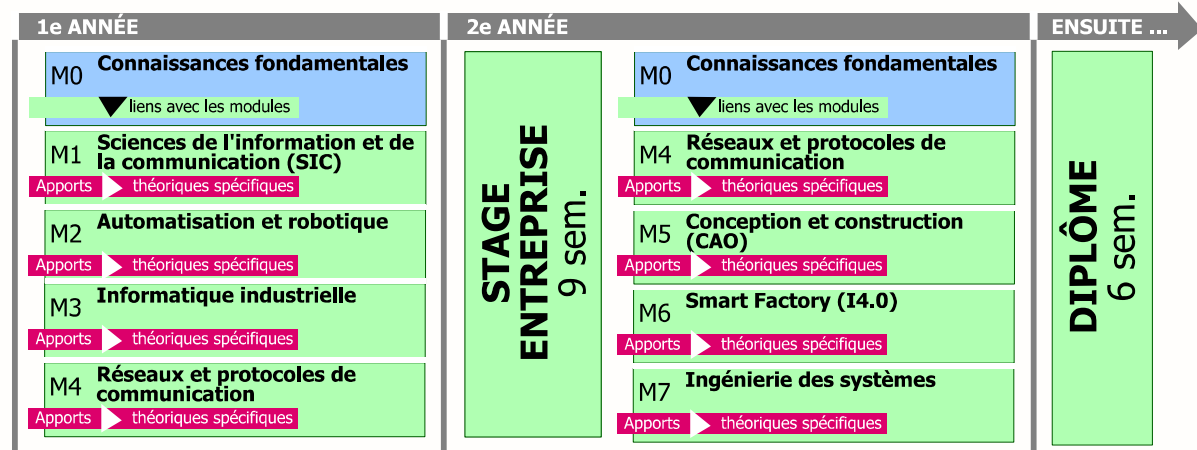 1e ANNÉE
M0 Connaissances fondamentales
liens avec les modules
M1 Sciences de l'information et de
la communication (SIC)
Apports théoriques spécifiques
M2 Automatisation et robotique
Apports théoriques spécifiques
M3 Informatique industrielle
Apports théoriques spécifiques
M4 Réseaux et protocoles de
communication
Apports théoriques spécifiques
2e ANNÉE
STAGE
ENTREPRISE
9 sem.
M0 Connaissances fondamentales
liens avec les modules
M4 Réseaux et protocoles de
communication
Apports théoriques spécifiques
M5 Conception et construction
(CAO)
Apports théoriques spécifiques
M6 Smart Factory (I4.0)
Apports théoriques spécifiques
M7 Ingénierie des systèmes
Apports théoriques spécifiques
ENSUITE ...
DIPLÔME
6 sem.